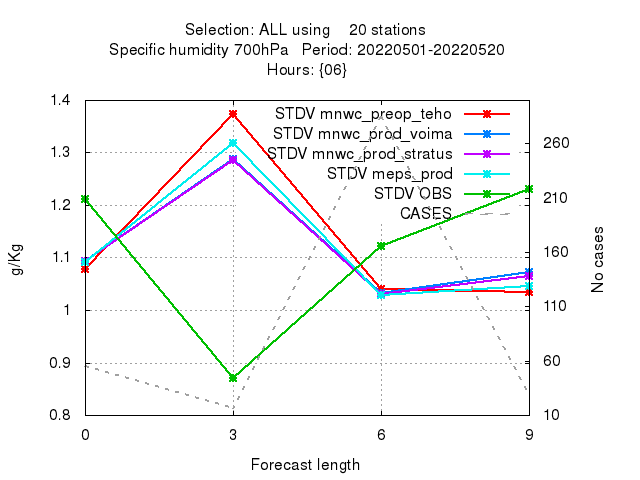 Selection: ALL using 20 stations
Specific humidity 700hPa Period: 20220501-20220520
Hours: {06}
1.4
1.3
1.2
1.1
1
0.9
0.8
g/Kg
STDV mnwc_preop_teho
STDV mnwc_prod_voima
STDV mnwc_prod_stratus
STDV meps_prod
STDV OBS
CASES
260
210
160
110
60
10
No cases
0 3 6 9
Forecast length